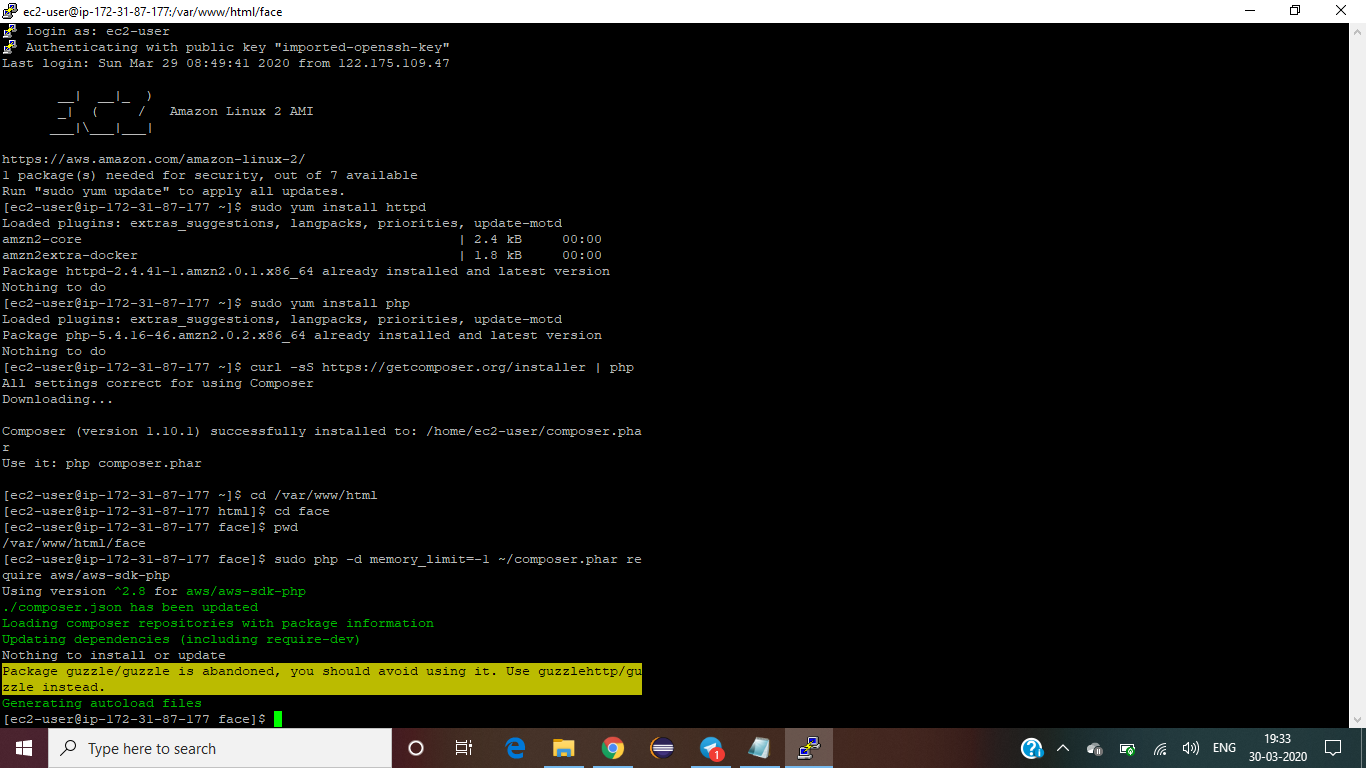 ec2-user@ip-172-31-87-177:/var/www/html/face
login as: ec2-user
Authenticating with public key "imported-openssh-key"
Last login: Sun Mar 29 08:49:41 2020 from 122.175.109.47
__|  __|_  )
_|  (     /   Amazon Linux 2 AMI
___|\___|___|
https://aws.amazon.com/amazon-linux-2/
1 package(s) needed for security, out of 7 available
Run "sudo yum update" to apply all updates.
[ec2-user@ip-172-31-87-177 ~]$ sudo yum install httpd
Loaded plugins: extras_suggestions, langpacks, priorities, update-motd
amzn2-core | 2.4 kB 00:00
amzn2extra-docker | 1.8 kB 00:00
Package httpd-2.4.41-1.amzn2.0.1.x86_64 already installed and latest version
Nothing to do
[ec2-user@ip-172-31-87-177 ~]$ sudo yum install php
Loaded plugins: extras_suggestions, langpacks, priorities, update-motd
Package php-5.4.16-46.amzn2.0.2.x86_64 already installed and latest version
Nothing to do
[ec2-user@ip-172-31-87-177 ~]$ curl -sS https://getcomposer.org/installer | php
All settings correct for using Composer
Downloading...
Composer (version 1.10.1) successfully installed to: /home/ec2-user/composer.pha
r
Use it: php composer.phar
[ec2-user@ip-172-31-87-177 ~]$ cd /var/www/html
[ec2-user@ip-172-31-87-177 html]$ cd face
[ec2-user@ip-172-31-87-177 face]$ pwd
/var/www/html/face
[ec2-user@ip-172-31-87-177 face]$ sudo php -d memory_limit=-1 ~/composer.phar re
quire aws/aws-sdk-php
Using version ^2.8 for aws/aws-sdk-php
./composer.json has been updated
Loading composer repositories with package information
Updating dependencies (including require-dev)
Nothing to install or update
Package guzzle/guzzle is abandoned, you should avoid using it. Use guzzlehttp/gu
zzle instead.
Generating autoload files
[ec2-user@ip-172-31-87-177 face]$
Type here to search
1
ENG
19:33
30-03-2020